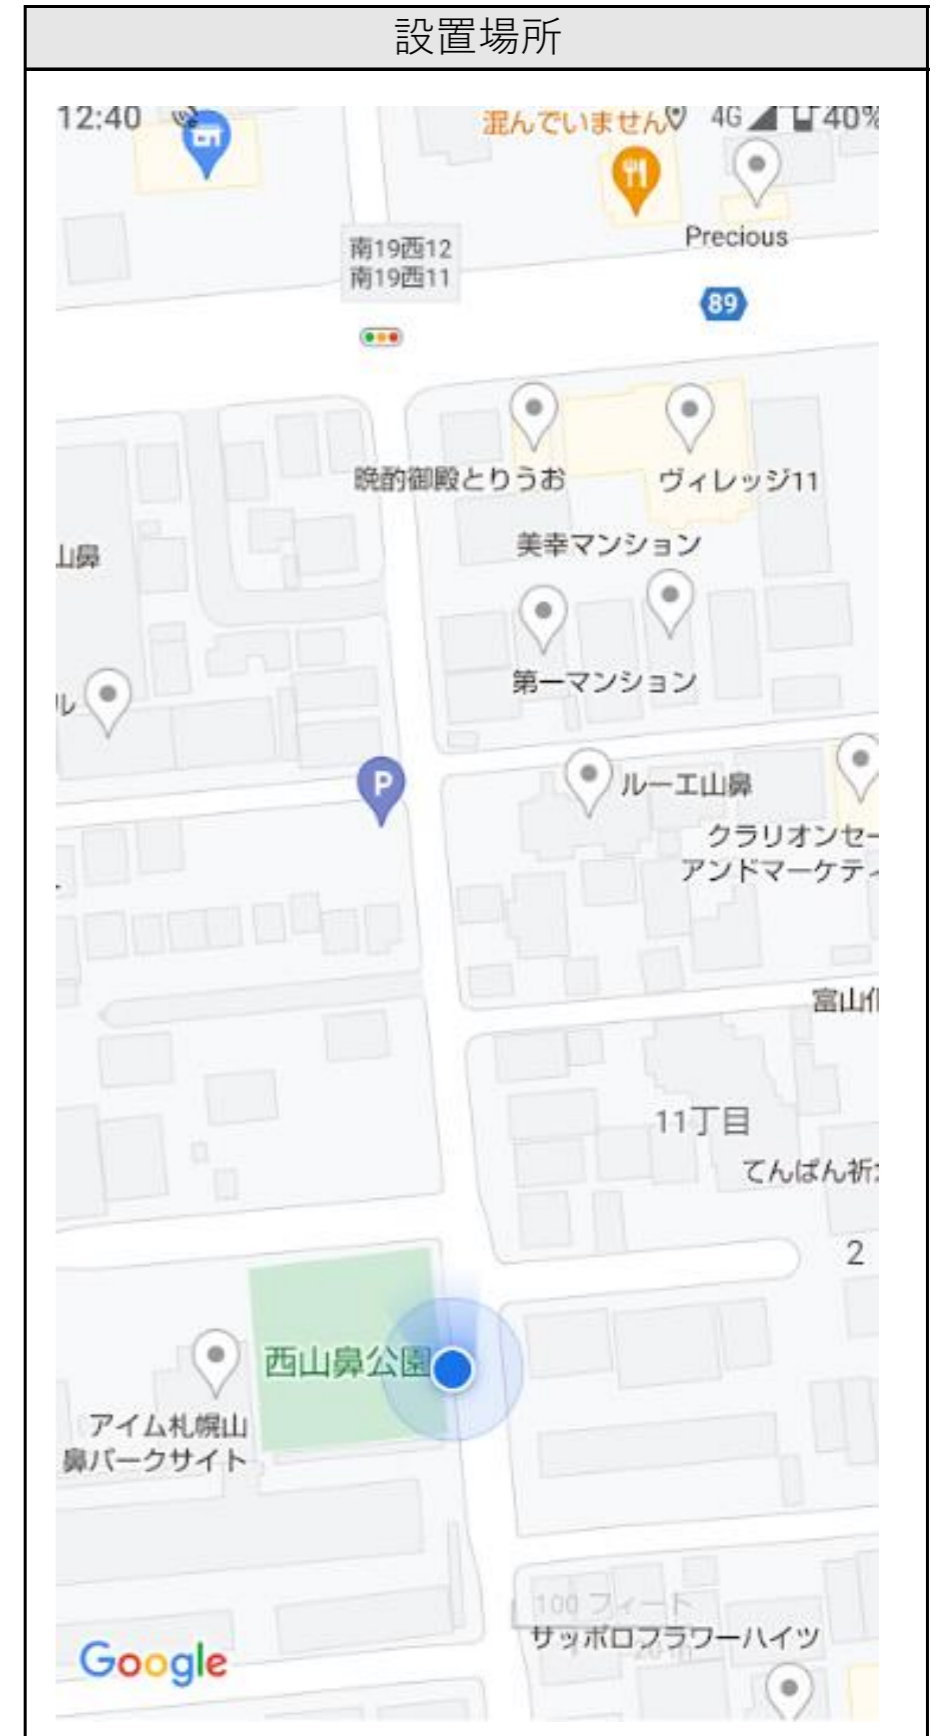 設置場所
12:40
混んでいません
4G
40%
Precious
南19西12
南19西11
89
晩酌御殿とりうお
ヴィレッジ11
美幸マンション
山鼻
第一マンション
ル
P
ルーエ山鼻
クラリオンセー
アンドマーケティ
富山化
11丁目
てんぱん祈
2
西山鼻公園
アイム札幌山
鼻パークサイト
100 フィート
サッポロフラワーハイツ
Google